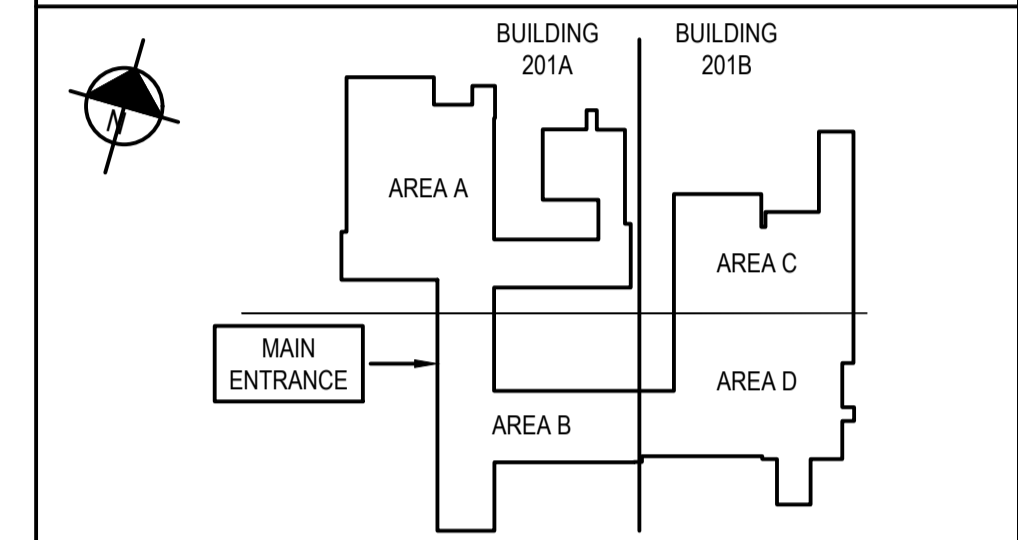 BUILDING
201A
BUILDING
201B
N
AREA A
AREA C
MAIN
ENTRANCE
AREA D
AREA B